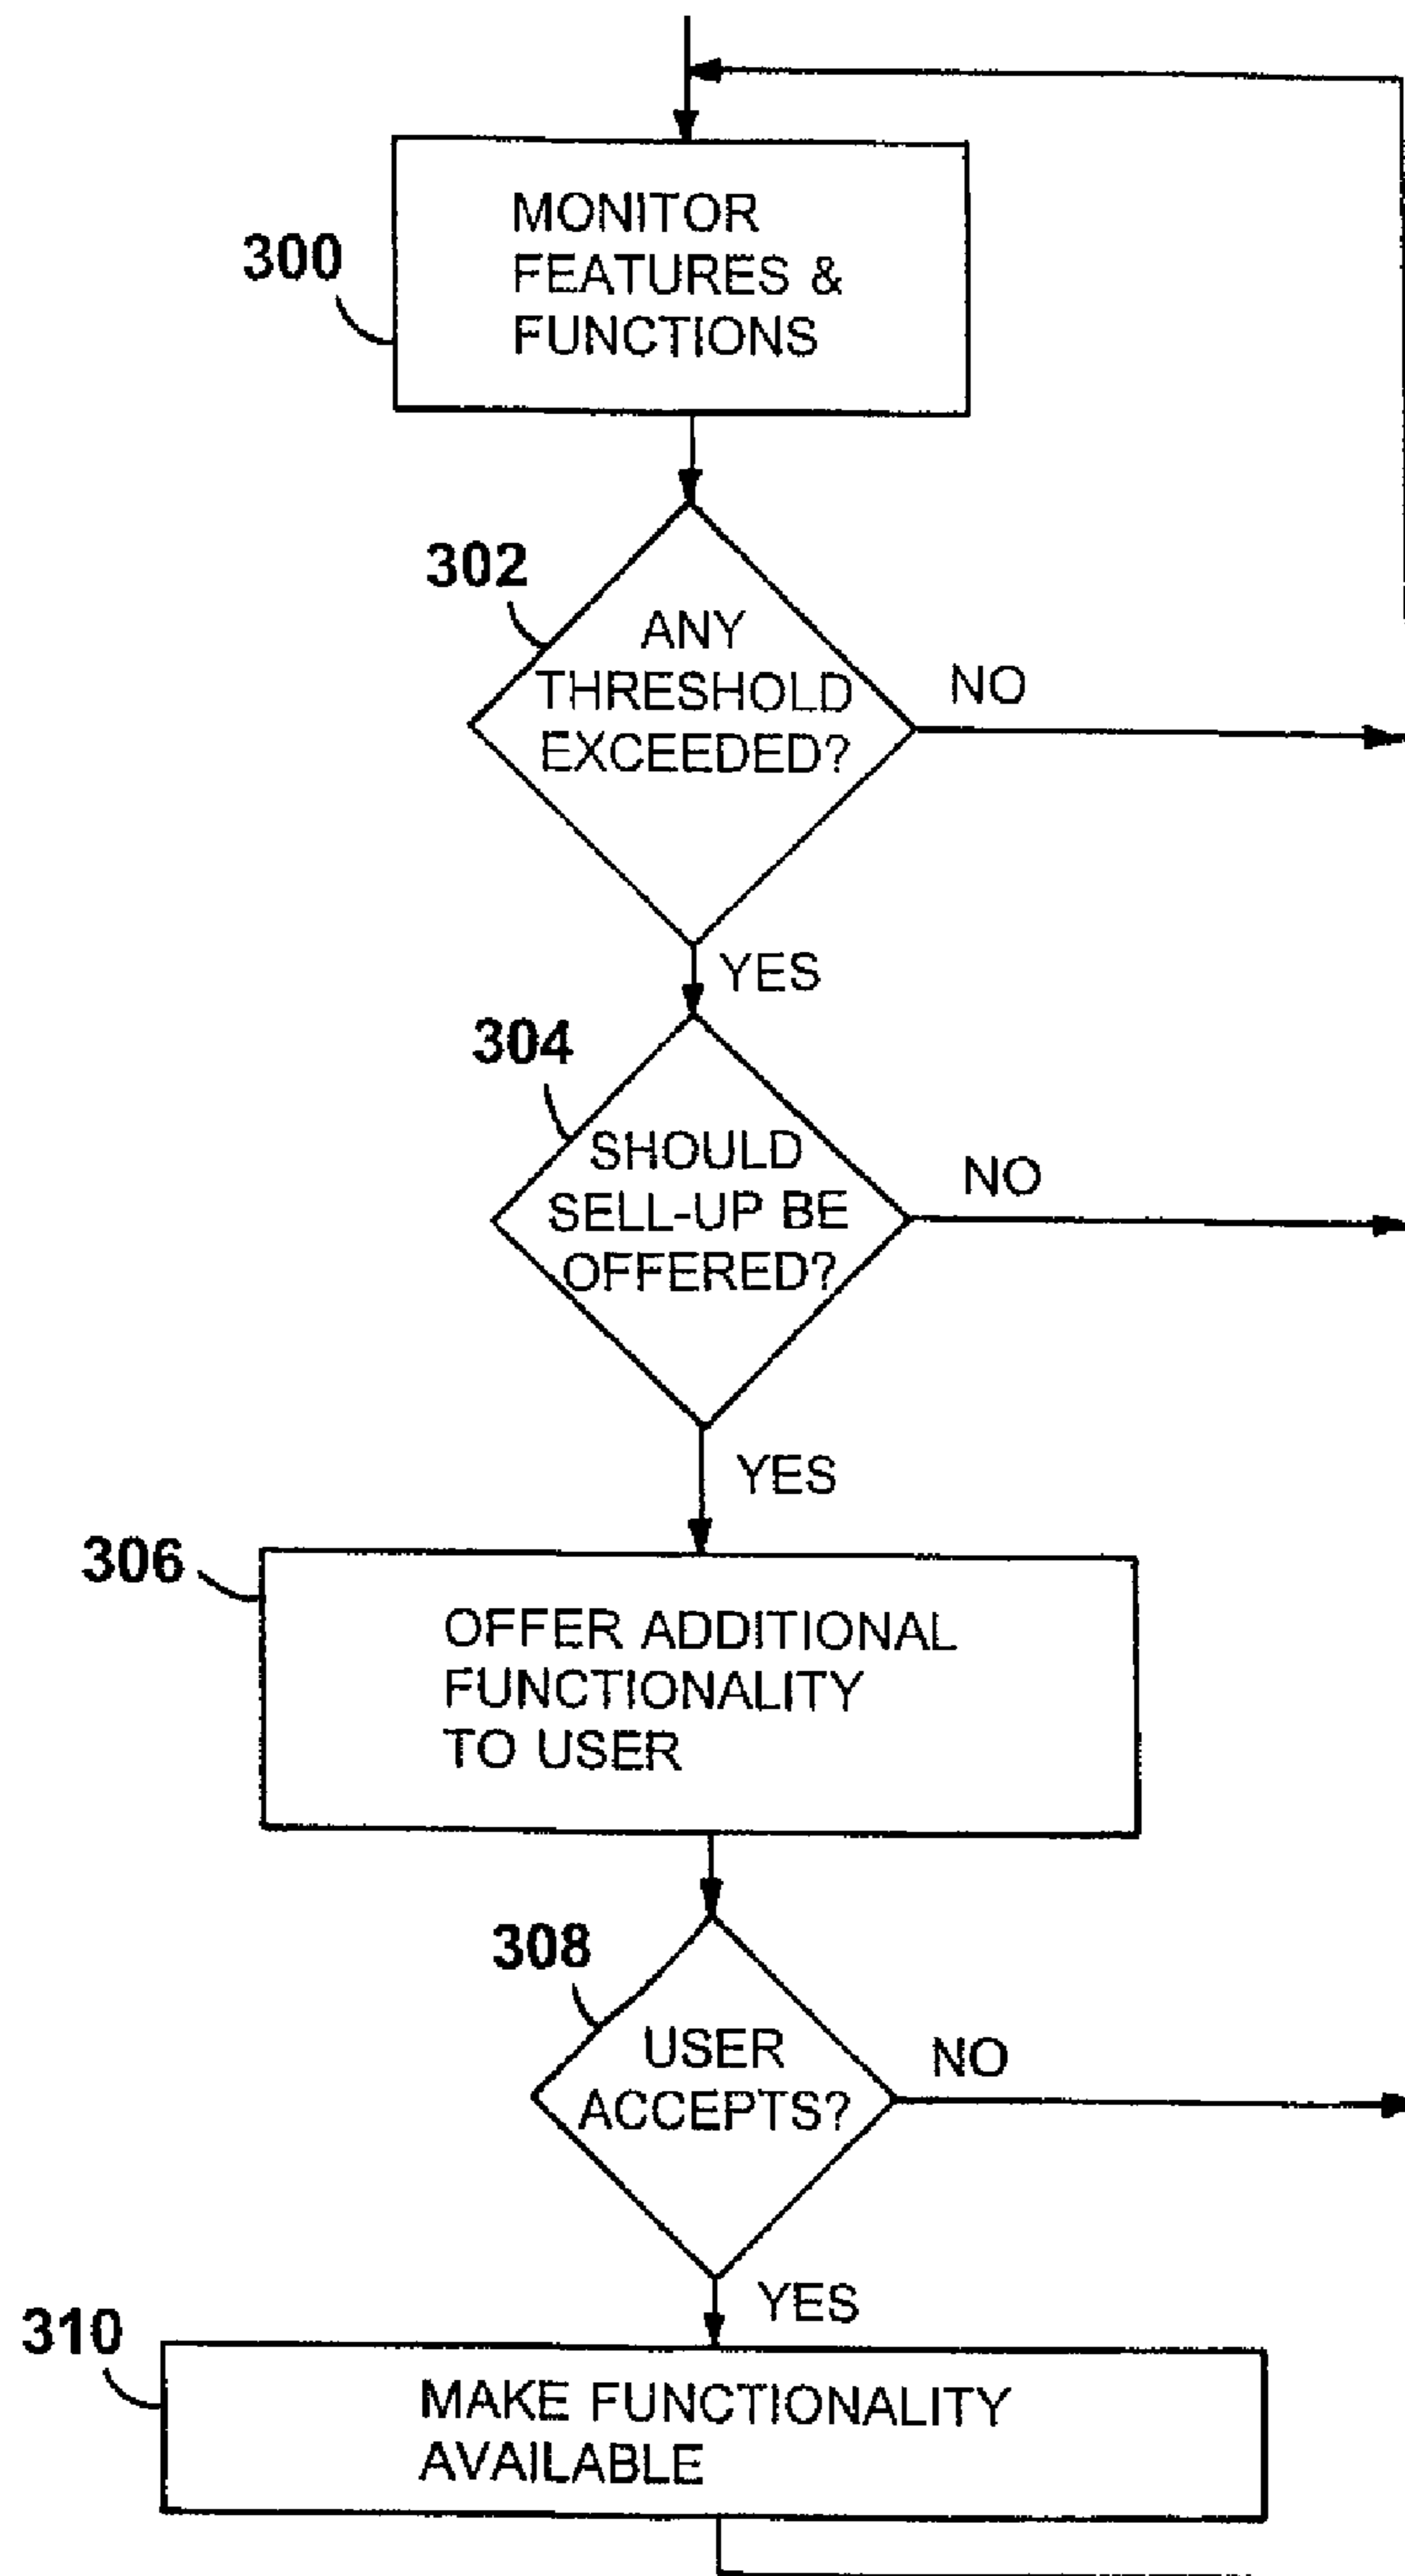 300
MONITOR
FEATURES &
FUNCTIONS
302
ANY
THRESHOLD
EXCEEDED?
NO
YES
304
SHOULD
SELL-UP BE
OFFERED?
NO
YES
306
OFFER ADDITIONAL
FUNCTIONALITY
TO USER
308
USER
ACCEPTS?
NO
YES
310
MAKE FUNCTIONALITY
AVAILABLE